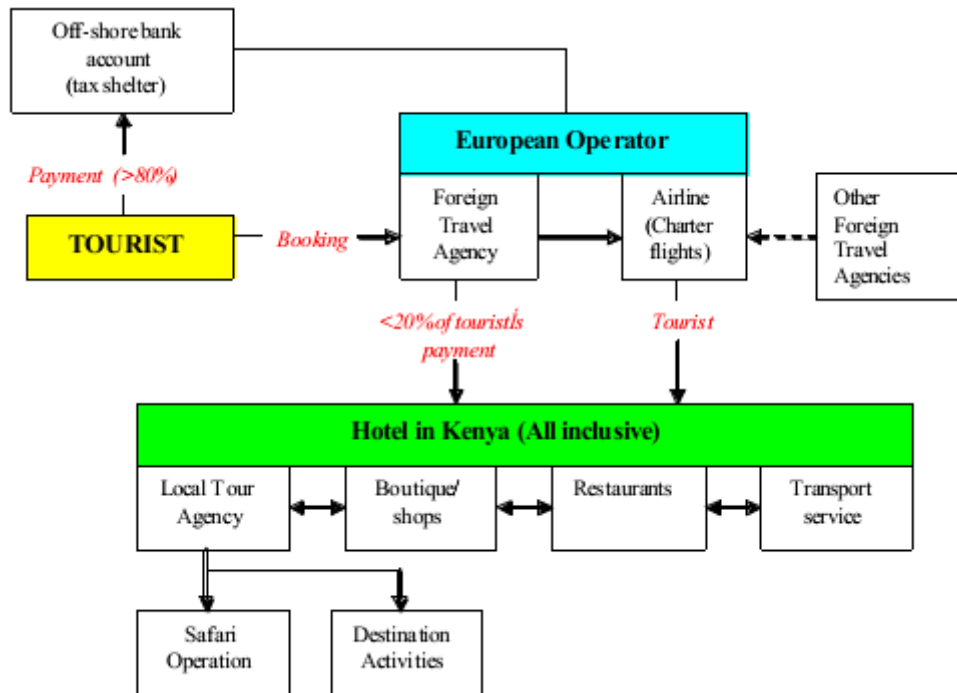 Off-shore bank
account
(tax shelter)
European Operator
Payment (>80%)
Foreign
Travel
Agency
Airline
(Charter
flights)
Other
Foreign
Travel
Agencies
TOURIST
Booking
<20% of touristÍs
payment
Tourist
Hotel in Kenya (All inclusive)
Local Tour
Agency
Boutique/
shops
Restaurants
Transport
service
Safari
Operation
Destination
Activities